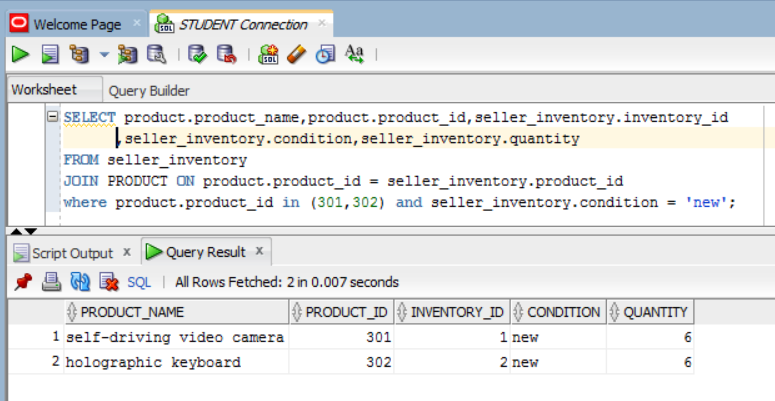 Welcome Page × STUDENT Connection ×
SQL
Aa
Worksheet Query Builder
SELECT product.product_name,product.product_id,seller_inventory.inventory_id
,seller_inventory.condition,seller_inventory.quantity
FROM seller_inventory
JOIN PRODUCT ON product.product_id = seller_inventory.product_id
where product.product_id in (301,302) and seller_inventory.condition = 'new';
Script Output x Query Result x
SQL | All Rows Fetched: 2 in 0.007 seconds
PRODUCT_NAME PRODUCT_ID INVENTORY_ID CONDITION QUANTITY
1 self-driving video camera 301 1 new 6
2 holographic keyboard 302 2 new 6